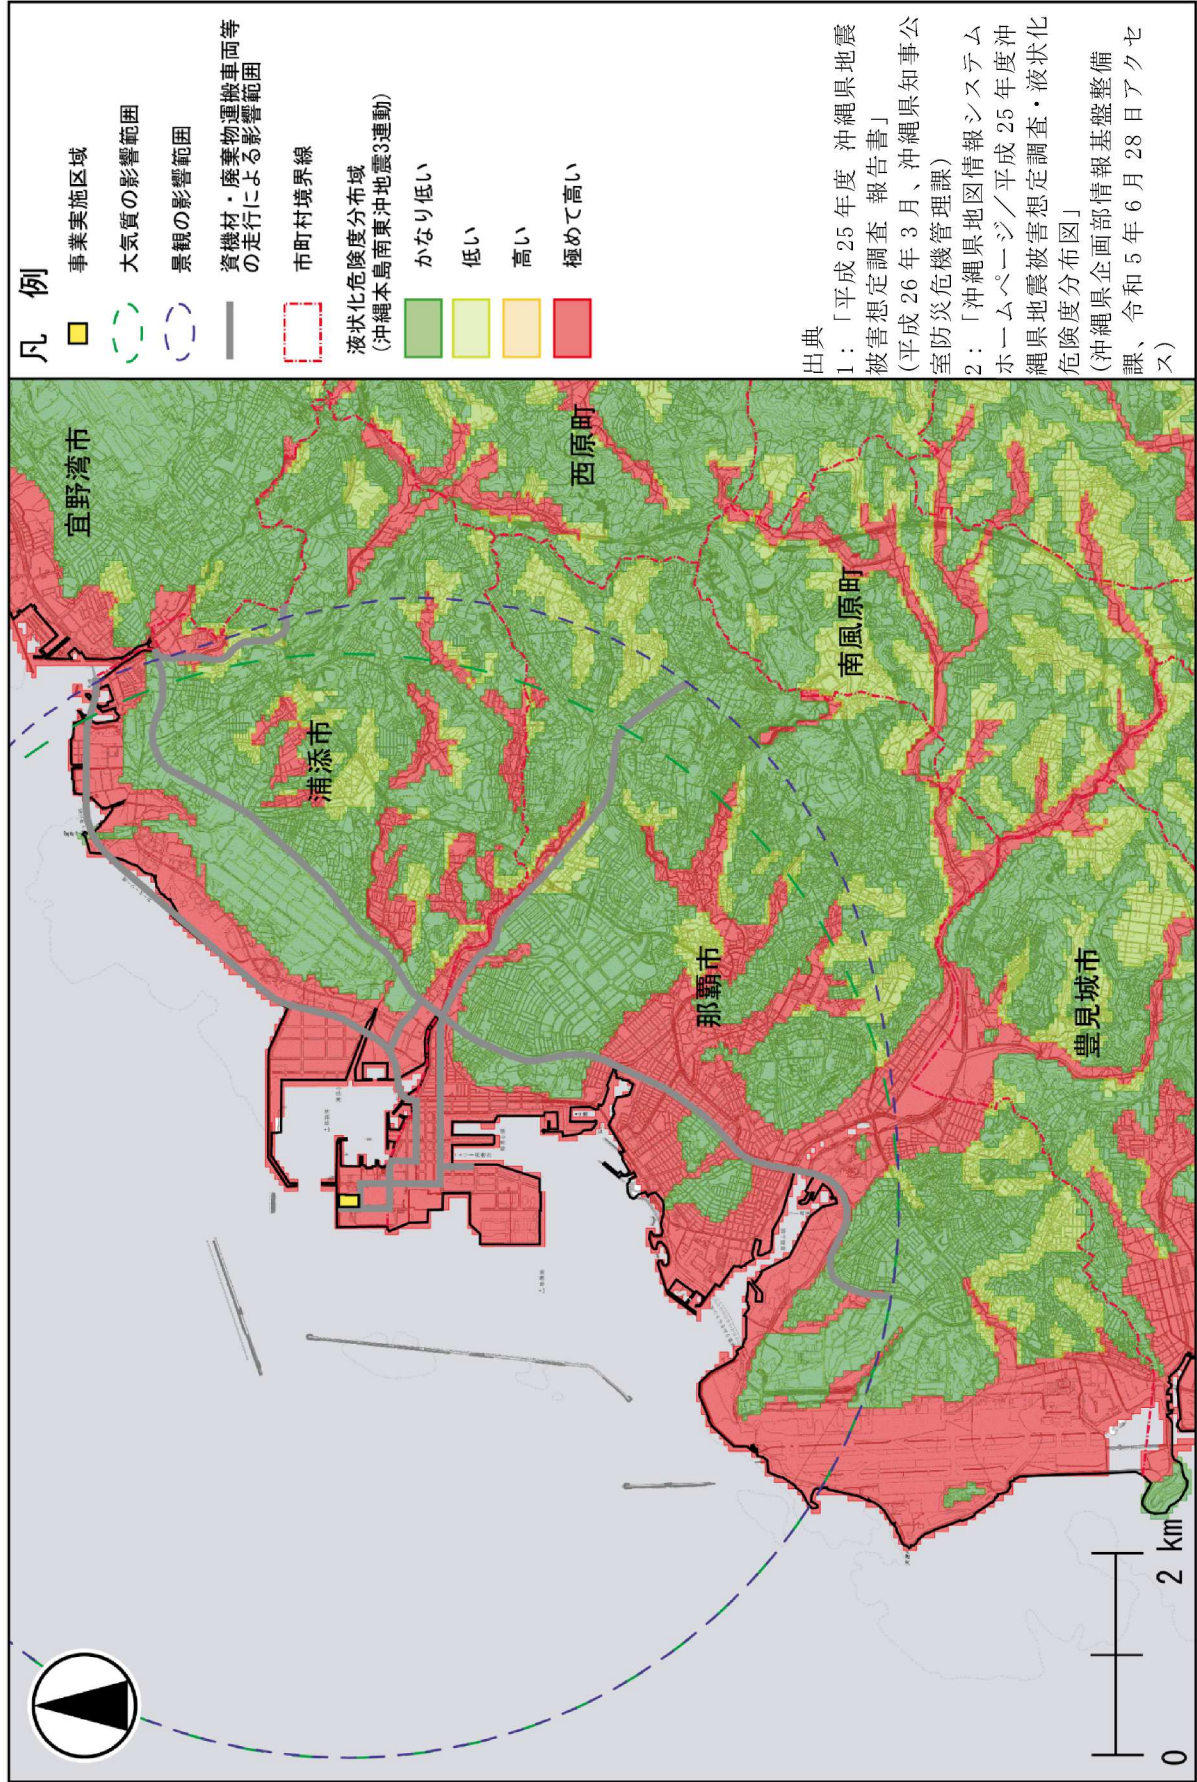 凡 例
事業実施区域
大気質の影響範囲
景観の影響範囲
資機材・廃棄物運搬車両等
の走行による影響範囲
市町村境界線
液状化危険度分布域
(沖縄本島南東沖地震3連動)
かなり低い
低い
高い
極めて高い
出典
1：「平成 25 年度 沖縄県地震
被害想定調査 報告書」
(平成 26 年 3 月、沖縄県知事公
室防災危機管理課)
2：「沖縄県地図情報システム
ホームページ／平成 25 年度沖
縄県地震被害想定調査・液状化
危険度分布図」
(沖縄県企画部情報基盤整備
課、令和 5 年 6 月 28 日アクセ
ス)
宜野湾市
浦添市
西原町
南風原町
那覇市
豊見城市
0
2 km